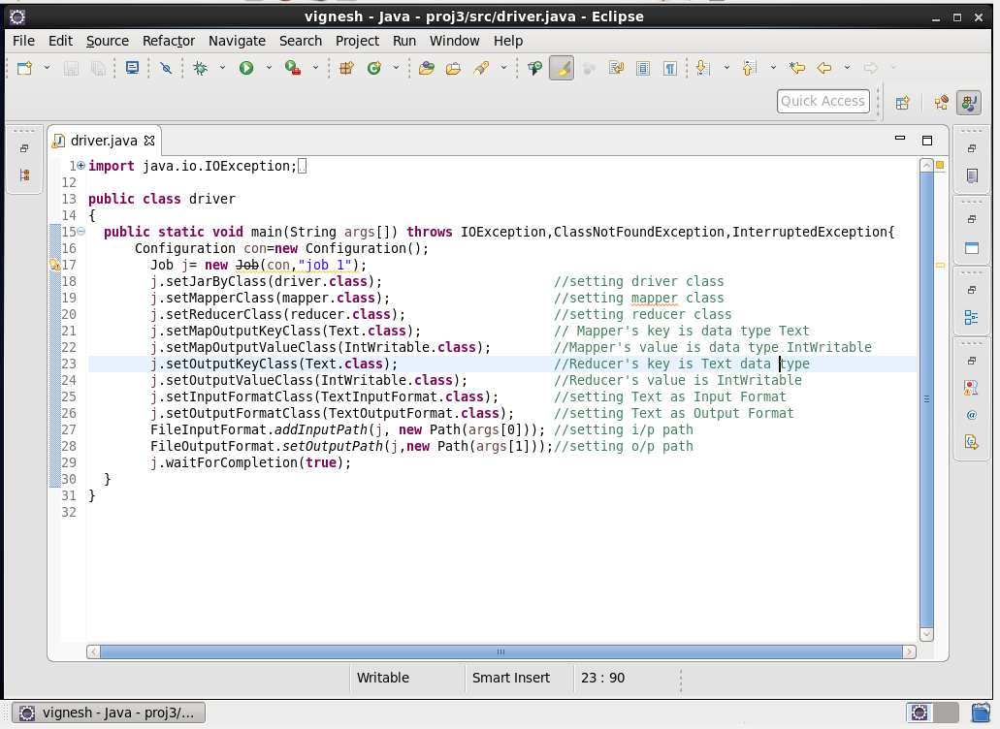 vignesh - Java - proj3/src/driver.java - Eclipse
File Edit Source Refactor Navigate Search Project Run Window Help
Quick Access
driver.java
1 import java.io.IOException;
12
13 public class driver
14 {
15 public static void main(String args[]) throws IOException,ClassNotFoundException,InterruptedException{
16 Configuration con=new Configuration();
17 Job j= new Job(con,"job 1");
18 j.setJarByClass(driver.class); //setting driver class
19 j.setMapperClass(mapper.class); //setting mapper class
20 j.setReducerClass(reducer.class); //setting reducer class
21 j.setMapOutputKeyClass(Text.class); // Mapper's key is data type Text
22 j.setMapOutputValueClass(IntWritable.class); //Mapper's value is data type IntWritable
23 j.setOutputKeyClass(Text.class); //Reducer's key is Text data type
24 j.setOutputValueClass(IntWritable.class); //Reducer's value is IntWritable
25 j.setInputFormatClass(TextInputFormat.class); //setting Text as Input Format
26 j.setOutputFormatClass(TextOutputFormat.class); //setting Text as Output Format
27 FileInputFormat.addInputPath(j, new Path(args[0])); //setting i/p path
28 FileOutputFormat.setOutputPath(j,new Path(args[1]));//setting o/p path
29 j.waitForCompletion(true);
30 }
31 }
32
Writable Smart Insert 23 : 90
vignesh - Java - proj3/...